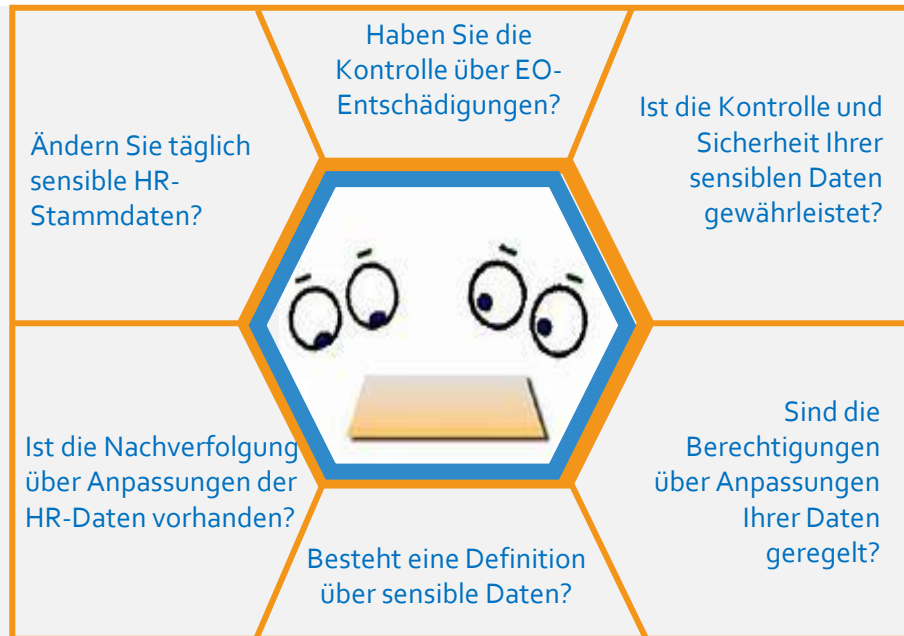 Haben Sie die
Kontrolle über EO-
Entschädigungen?
Ändern Sie täglich
sensible HR-
Stammdaten?
Ist die Kontrolle und
Sicherheit Ihrer
sensiblen Daten
gewährleistet?
Ist die Nachverfolgung
über Anpassungen der
HR-Daten vorhanden?
Sind die
Berechtigungen
über Anpassungen
Ihrer Daten
geregelt?
Besteht eine Definition
über sensible Daten?